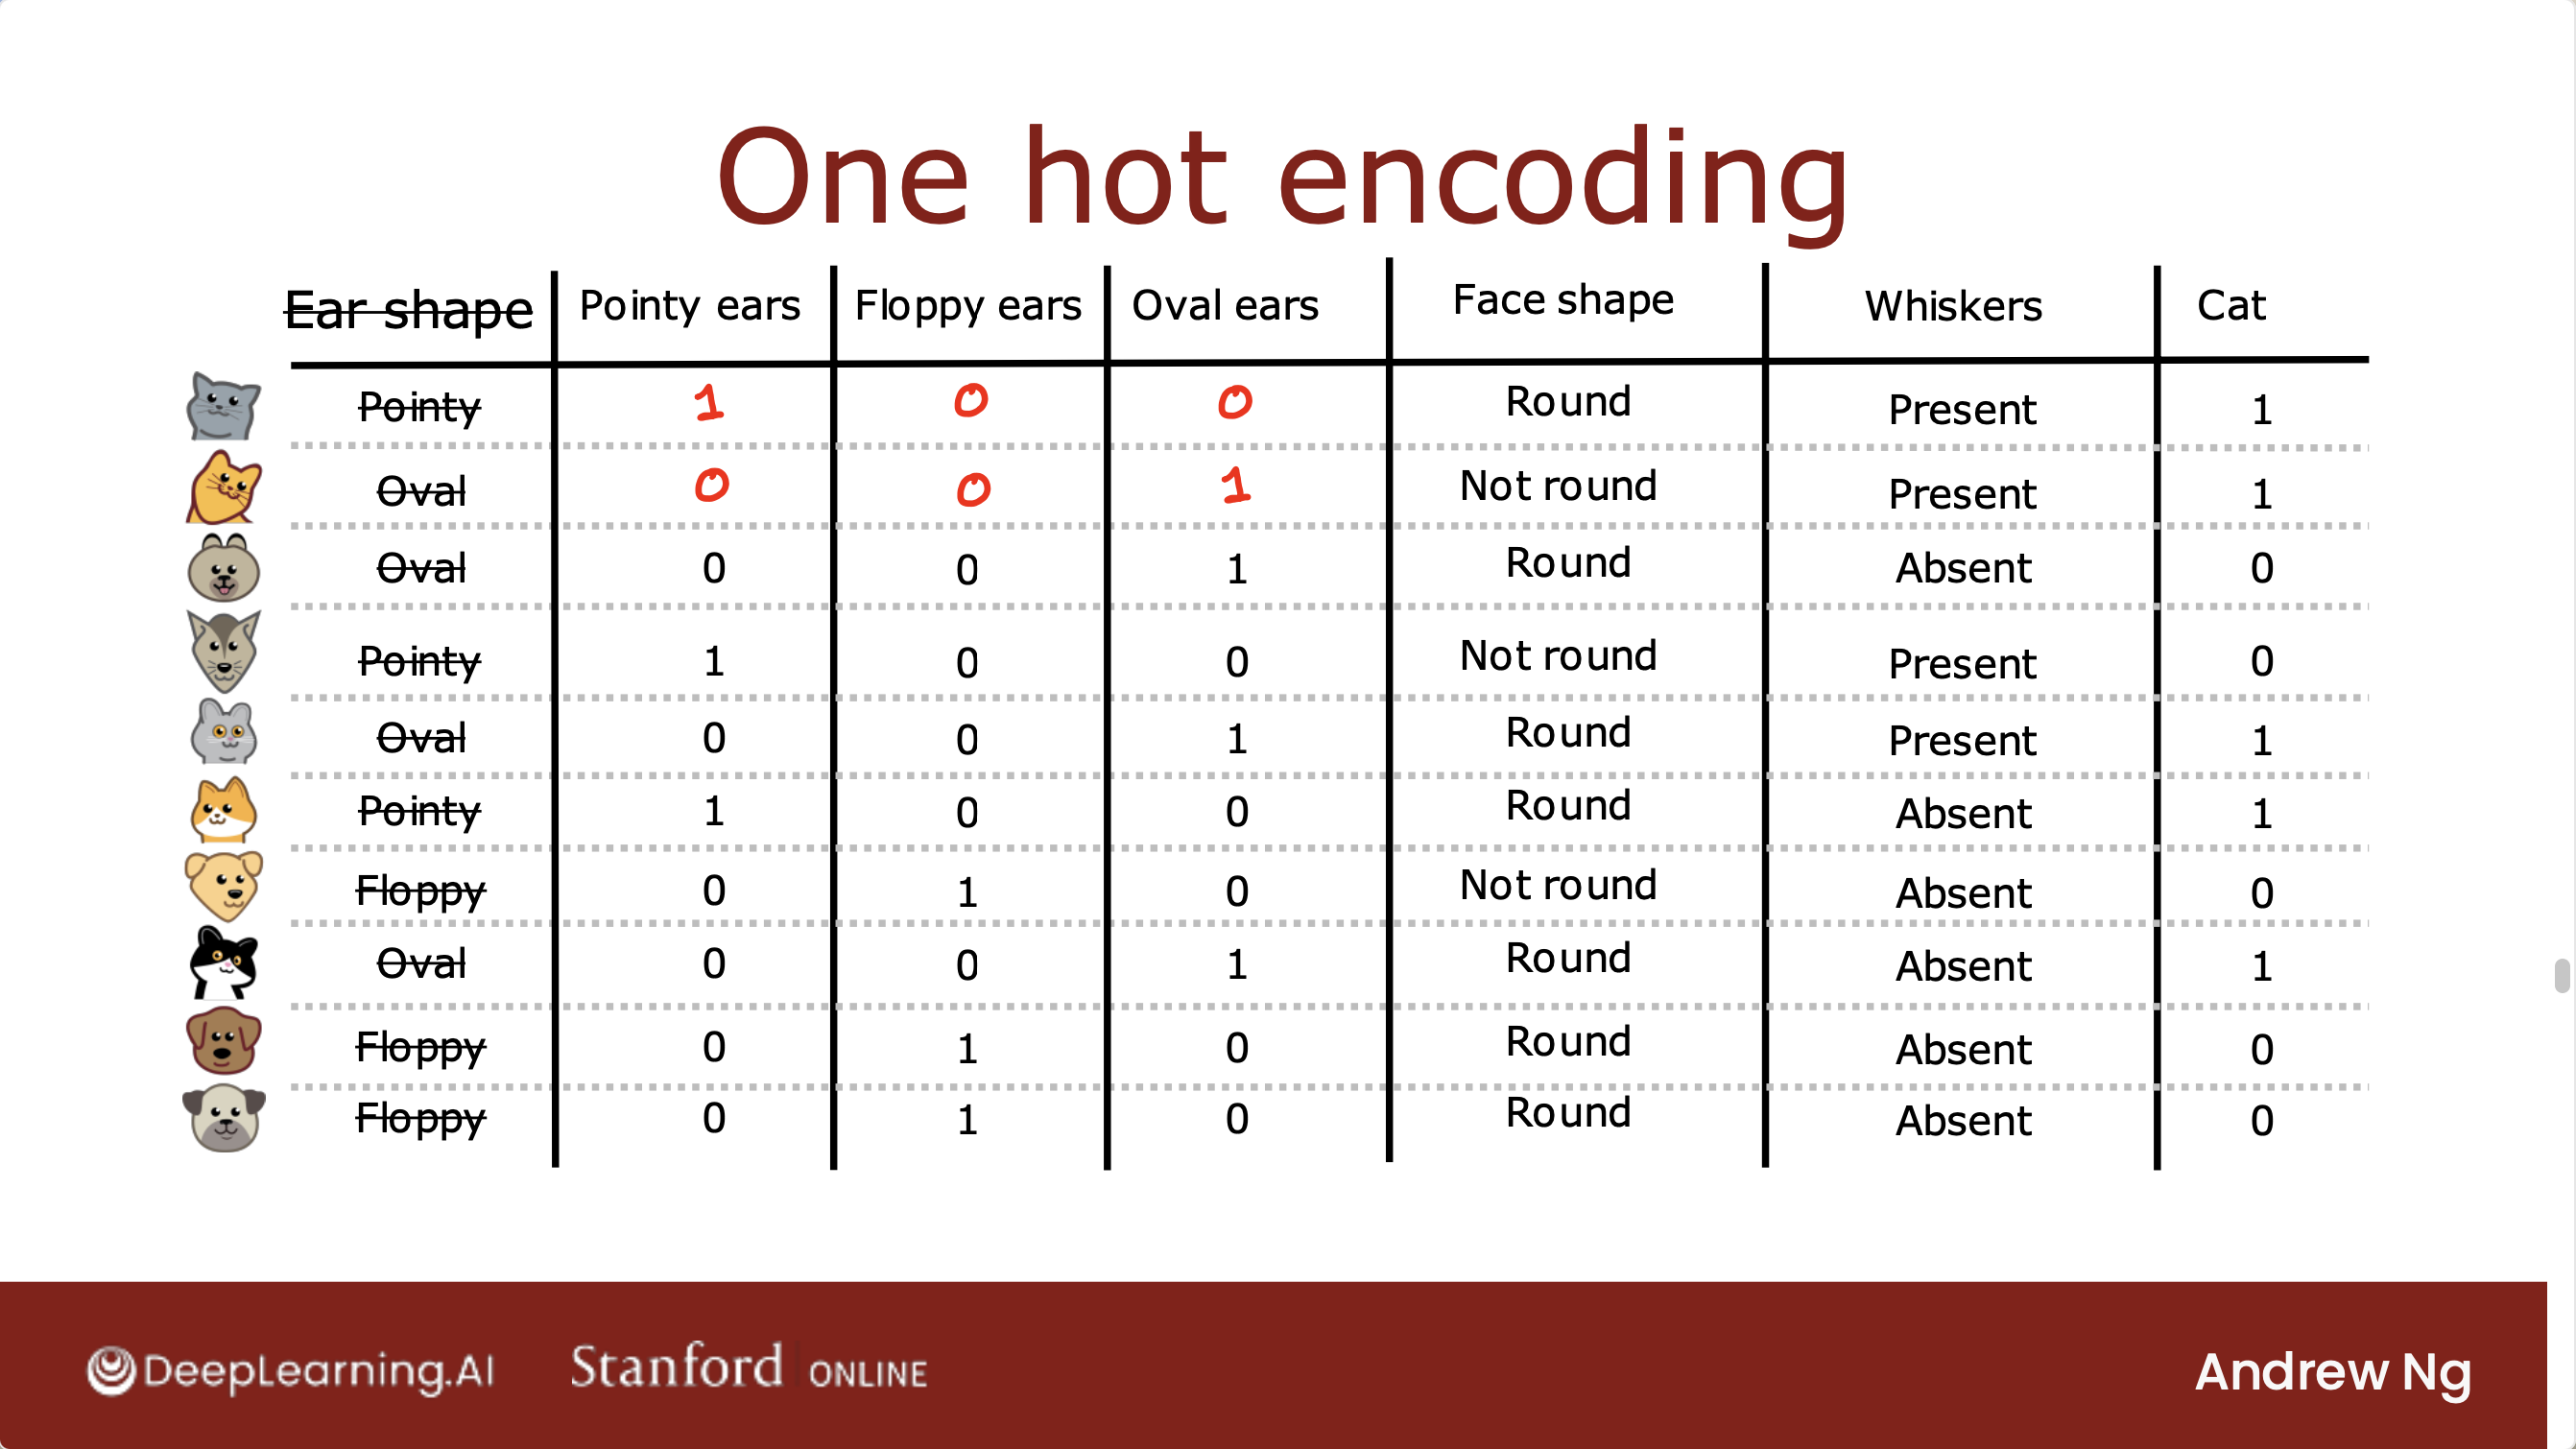 One hot encoding
Ear shape Pointy ears Floppy ears Oval ears Face shape Whiskers Cat
Pointy 1 0 0 Round Present 1
Oval 0 0 1 Not round Present 1
Oval 0 0 1 Round Absent 0
Pointy 1 0 0 Not round Present 0
Oval 0 0 1 Round Present 1
Pointy 1 0 0 Round Absent 1
Floppy 0 1 0 Not round Absent 0
Oval 0 0 1 Round Absent 1
Floppy 0 1 0 Round Absent 0
Floppy 0 1 0 Round Absent 0
DeepLearning.AI Stanford ONLINE Andrew Ng